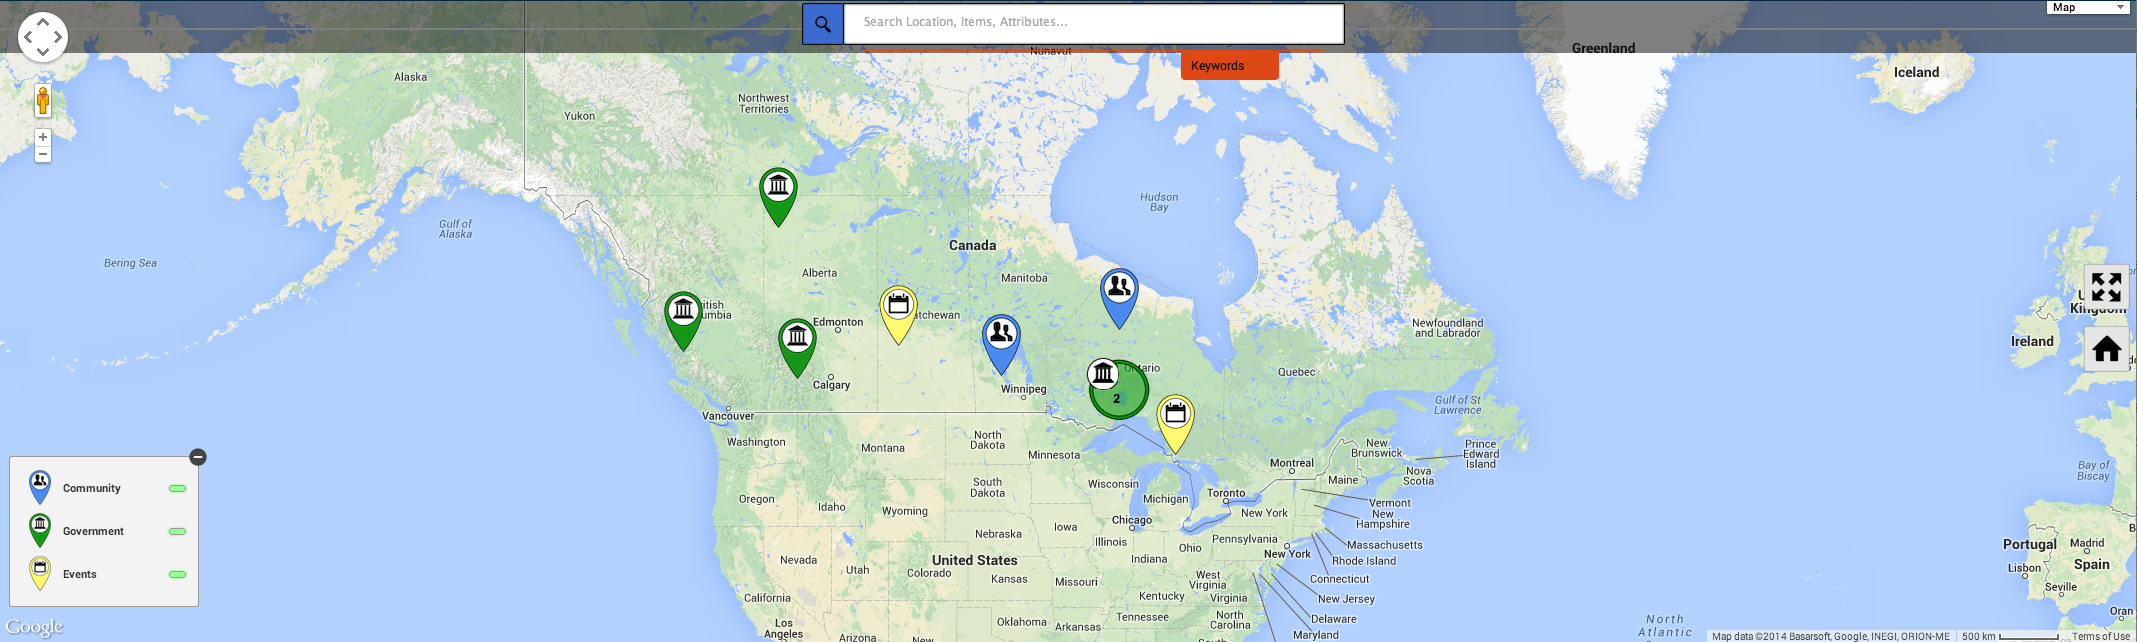 Search Location, Items, Attributes...
Map
Nunavut
Keywords
Greenland
Iceland
Alaska
Northwest
Territories
Yukon
Hudson
Bay
Gulf of
Alaska
Canada
Bering Sea
Alberta
Manitoba
Edmonton
Kingdom
Newfoundland
and Labrador
Ireland
Ontario
Quebec
Calgary
Winnipeg
2
Gulf of St
Lawrence
Vancouver
Washington
Montana
North
Dakota
Minnesota
New
Brunswick
Prince
Edward
Island
Nova
Scotia
Montreal
Maine
Bay of
Biscay
Community
Government
Events
Oregon
Idaho
Wyoming
South
Dakota
Wisconsin
Michigan
Toronto
Vermont
New
Hampshire
New York
Chicago
Iowa
Nebraska
Illinois
Indiana
Ohio
Pennsylvania
New York
Massachusetts
Rhode Island
Connecticut
New Jersey
Delaware
Maryland
Nevada
Utah
Colorado
United States
Kansas
Missouri
West
Virginia
Kentucky
Virginia
California
Los
Angeles
Arizona
New
Oklahoma
Arkansas
Tennessee
North
Carolina
South
Portugal
Madrid
Lisbon
Spain
Seville
Oran
North
Atlantic
Google
Map data ©2014 Basarsoft, Google, INEGI, ORION-ME
500 km
Terms of Use